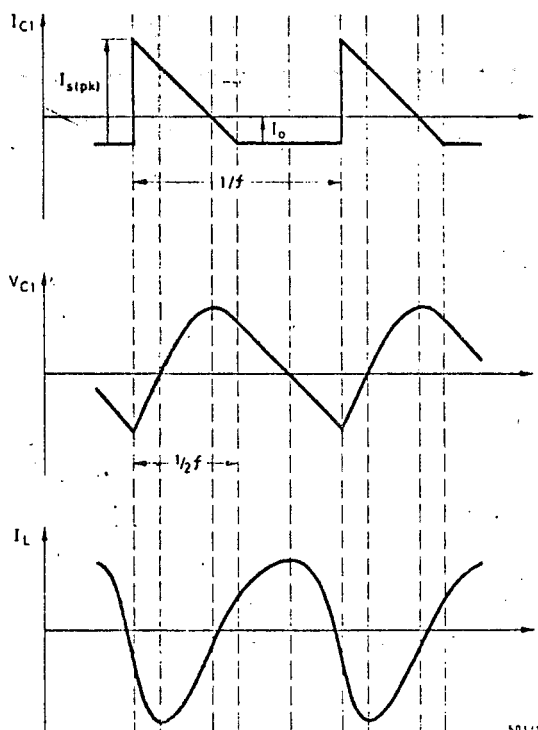 I_C1
I_s(pk)
I_o
1/f
V_C1
1/2f
I_L